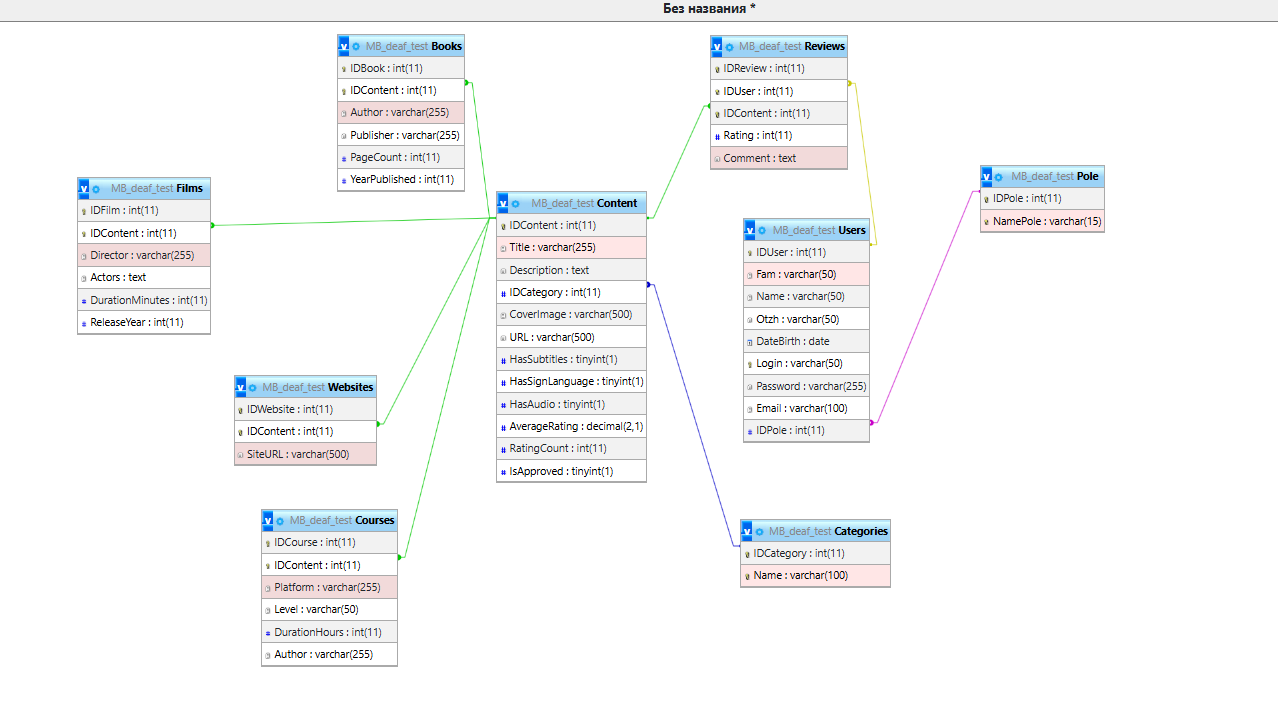 Без названия *
v MB_deaf_test Books
IDBook : int(11)
IDContent : int(11)
Author : varchar(255)
Publisher : varchar(255)
PageCount : int(11)
YearPublished : int(11)
v MB_deaf_test Reviews
IDReview : int(11)
IDUser : int(11)
IDContent : int(11)
Rating : int(11)
Comment : text
v MB_deaf_test Pole
IDPole : int(11)
NamePole : varchar(15)
v MB_deaf_test Films
IDFilm : int(11)
IDContent : int(11)
Director : varchar(255)
Actors : text
DurationMinutes : int(11)
ReleaseYear : int(11)
v MB_deaf_test Content
IDContent : int(11)
Title : varchar(255)
Description : text
IDCategory : int(11)
CoverImage : varchar(500)
URL : varchar(500)
HasSubtitles : tinyint(1)
HasSignLanguage : tinyint(1)
HasAudio : tinyint(1)
AverageRating : decimal(2,1)
RatingCount : int(11)
IsApproved : tinyint(1)
v MB_deaf_test Users
IDUser : int(11)
Fam : varchar(50)
Name : varchar(50)
Otzh : varchar(50)
DateBirth : date
Login : varchar(50)
Password : varchar(255)
Email : varchar(100)
IDPole : int(11)
v MB_deaf_test Websites
IDWebsite : int(11)
IDContent : int(11)
SiteURL : varchar(500)
v MB_deaf_test Courses
IDCourse : int(11)
IDContent : int(11)
Platform : varchar(255)
Level : varchar(50)
DurationHours : int(11)
Author : varchar(255)
v MB_deaf_test Categories
IDCategory : int(11)
Name : varchar(100)